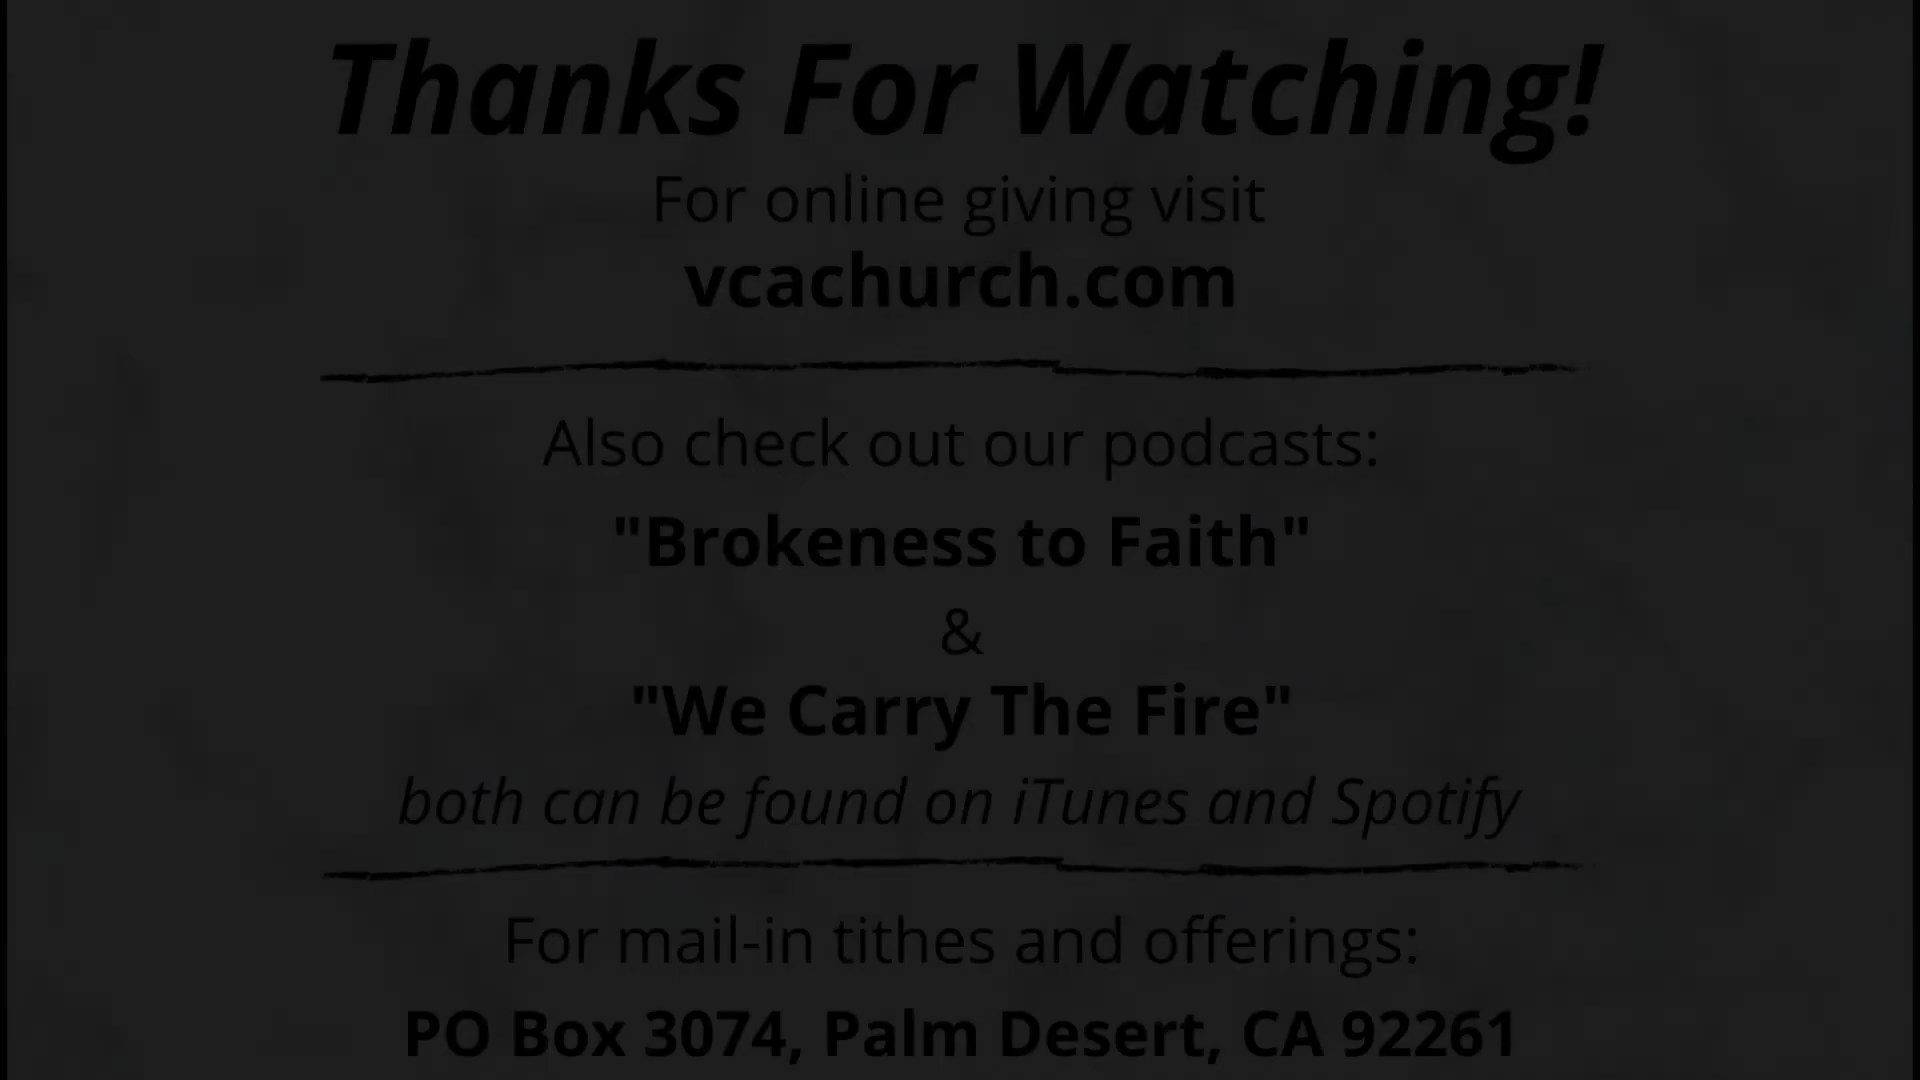 Thanks For Watching!
For online giving visit
vcachurch.com
Also check out our podcasts:
"Brokeness to Faith"
&
"We Carry The Fire"
both can be found on iTunes and Spotify
For mail-in tithes and offerings:
PO Box 3074, Palm Desert, CA 92261